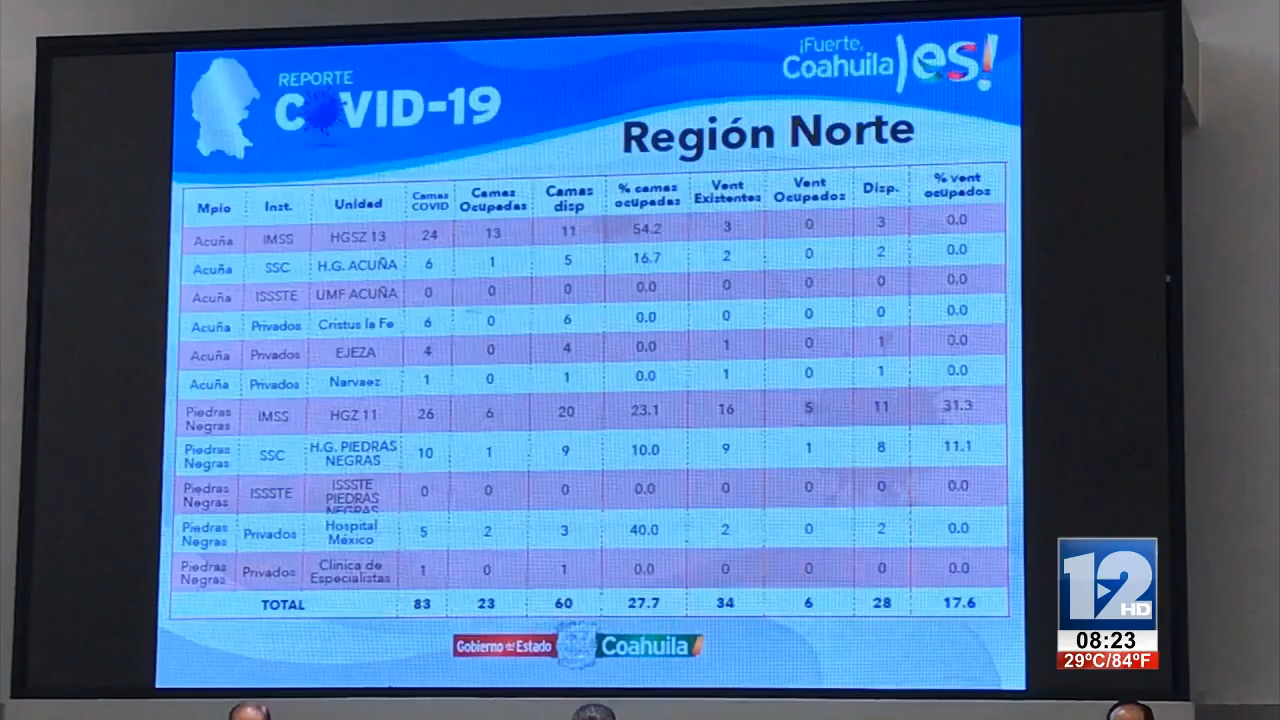 ¡Fuerte,
Coahuila es!
REPORTE
COVID-19
Región Norte
Mpio Inst. Unidad Camas COVID Camas Ocupadas Camas disp % camas ocupadas Vent Existentes Vent Ocupados Disp. % vent ocupados
Acuña IMSS HGSZ 13 24 13 11 54.2 3 0 3 0.0
Acuña SSC H.G. ACUÑA 6 1 5 16.7 2 0 2 0.0
Acuña ISSSTE UMF ACUÑA 0 0 0 0.0 0 0 0 0.0
Acuña Privados Cristus la Fe 6 0 6 0.0 0 0 0 0.0
Acuña Privados EJEZA 4 0 4 0.0 1 0 1 0.0
Acuña Privados Narvaez 1 0 1 0.0 1 0 1 0.0
Piedras Negras IMSS HGZ 11 26 6 20 23.1 16 5 11 31.3
Piedras Negras SSC H.G. PIEDRAS NEGRAS 10 1 9 10.0 9 1 8 11.1
Piedras Negras ISSSTE ISSSTE PIEDRAS NEGRAS 0 0 0 0.0 0 0 0 0.0
Piedras Negras Privados Hospital México 5 2 3 40.0 2 0 2 0.0
Piedras Negras Privados Clinica de Especialistas 1 0 1 0.0 0 0 0 0.0
TOTAL 83 23 60 27.7 34 6 28 17.6
Gobierno del Estado Coahuila
12
HD
08:23
29°C/84°F